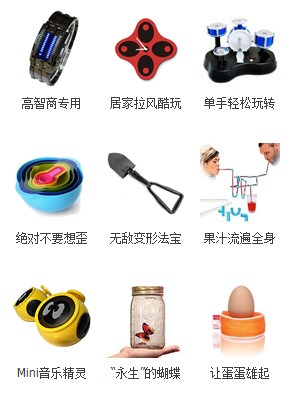 高智商专用
居家拉风酷玩
单手轻松玩转
绝对不要想歪
无敌变形法宝
果汁流遍全身
Mini音乐精灵
“永生”的蝴蝶
让蛋蛋雄起